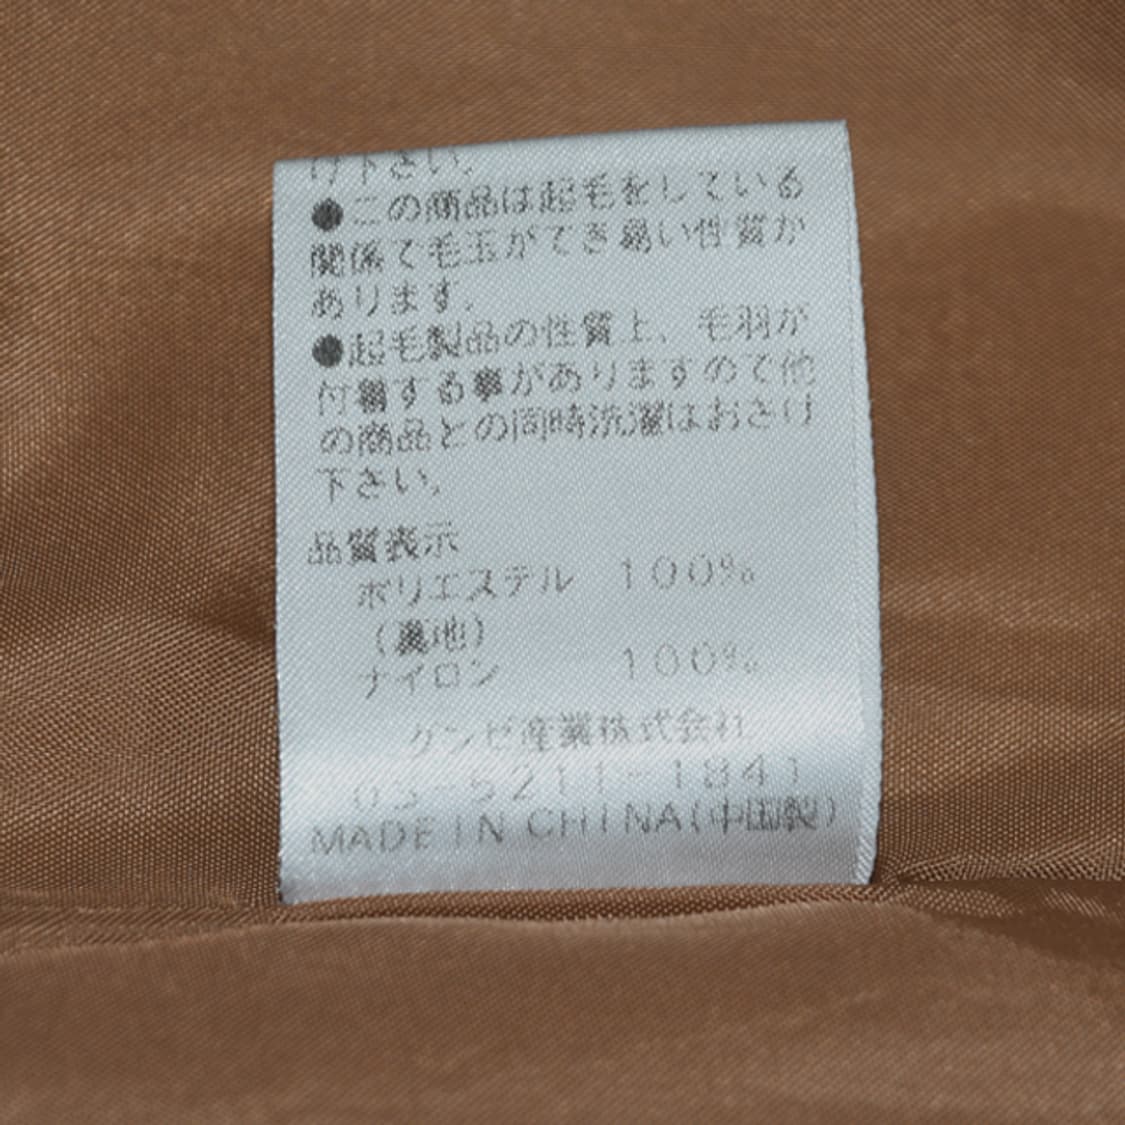 け下さい。
●この商品は起毛をしている
関係で毛玉ができ易い性質が
あります。
●起毛製品の性質上、毛羽が
付着する事がありますので他
の商品との同時洗濯はおさけ
下さい。
品質表示
ポリエステル 100%
(裏地)
ナイロン 100%
グンゼ産業株式会社
03-5211-1841
MADE IN CHINA(中国製)